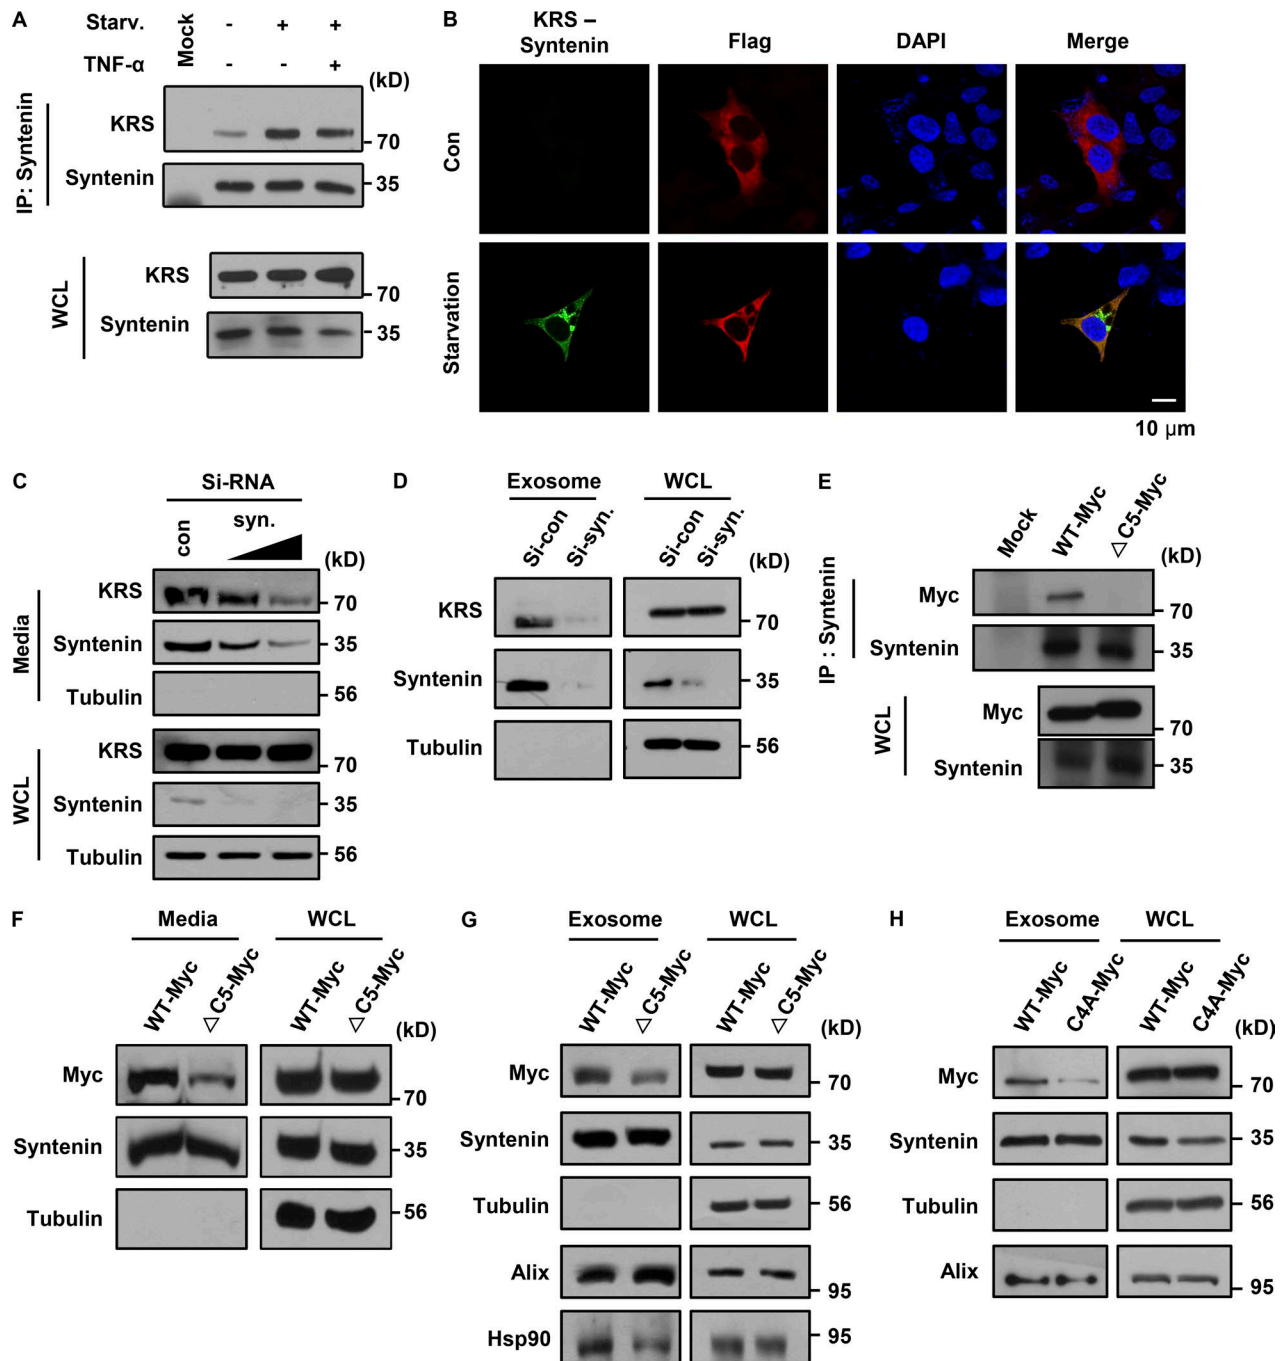 A
Starv. - + +
Mock
TNF-α - - +
(kD)
IP: Syntenin
KRS
70
Syntenin
35
WCL
KRS
70
Syntenin
35
B
KRS –
Syntenin
Flag
DAPI
Merge
Con
Starvation
10 μm
C
Si-RNA
con
syn.
(kD)
Media
KRS
70
Syntenin
35
Tubulin
56
WCL
KRS
70
Syntenin
35
Tubulin
56
D
Exosome
WCL
Si-con
Si-syn.
Si-con
Si-syn.
(kD)
KRS
70
Syntenin
35
Tubulin
56
E
Mock
WT-Myc
△C5-Myc
(kD)
IP : Syntenin
Myc
70
Syntenin
35
WCL
Myc
70
Syntenin
35
F
Media
WCL
WT-Myc
▽C5-Myc
WT-Myc
▽C5-Myc
(kD)
Myc
70
Syntenin
35
Tubulin
56
G
Exosome
WCL
WT-Myc
▽C5-Myc
WT-Myc
▽C5-Myc
(kD)
Myc
70
Syntenin
35
Tubulin
56
Alix
95
Hsp90
95
H
Exosome
WCL
WT-Myc
C4A-Myc
WT-Myc
C4A-Myc
(kD)
Myc
70
Syntenin
35
Tubulin
56
Alix
95